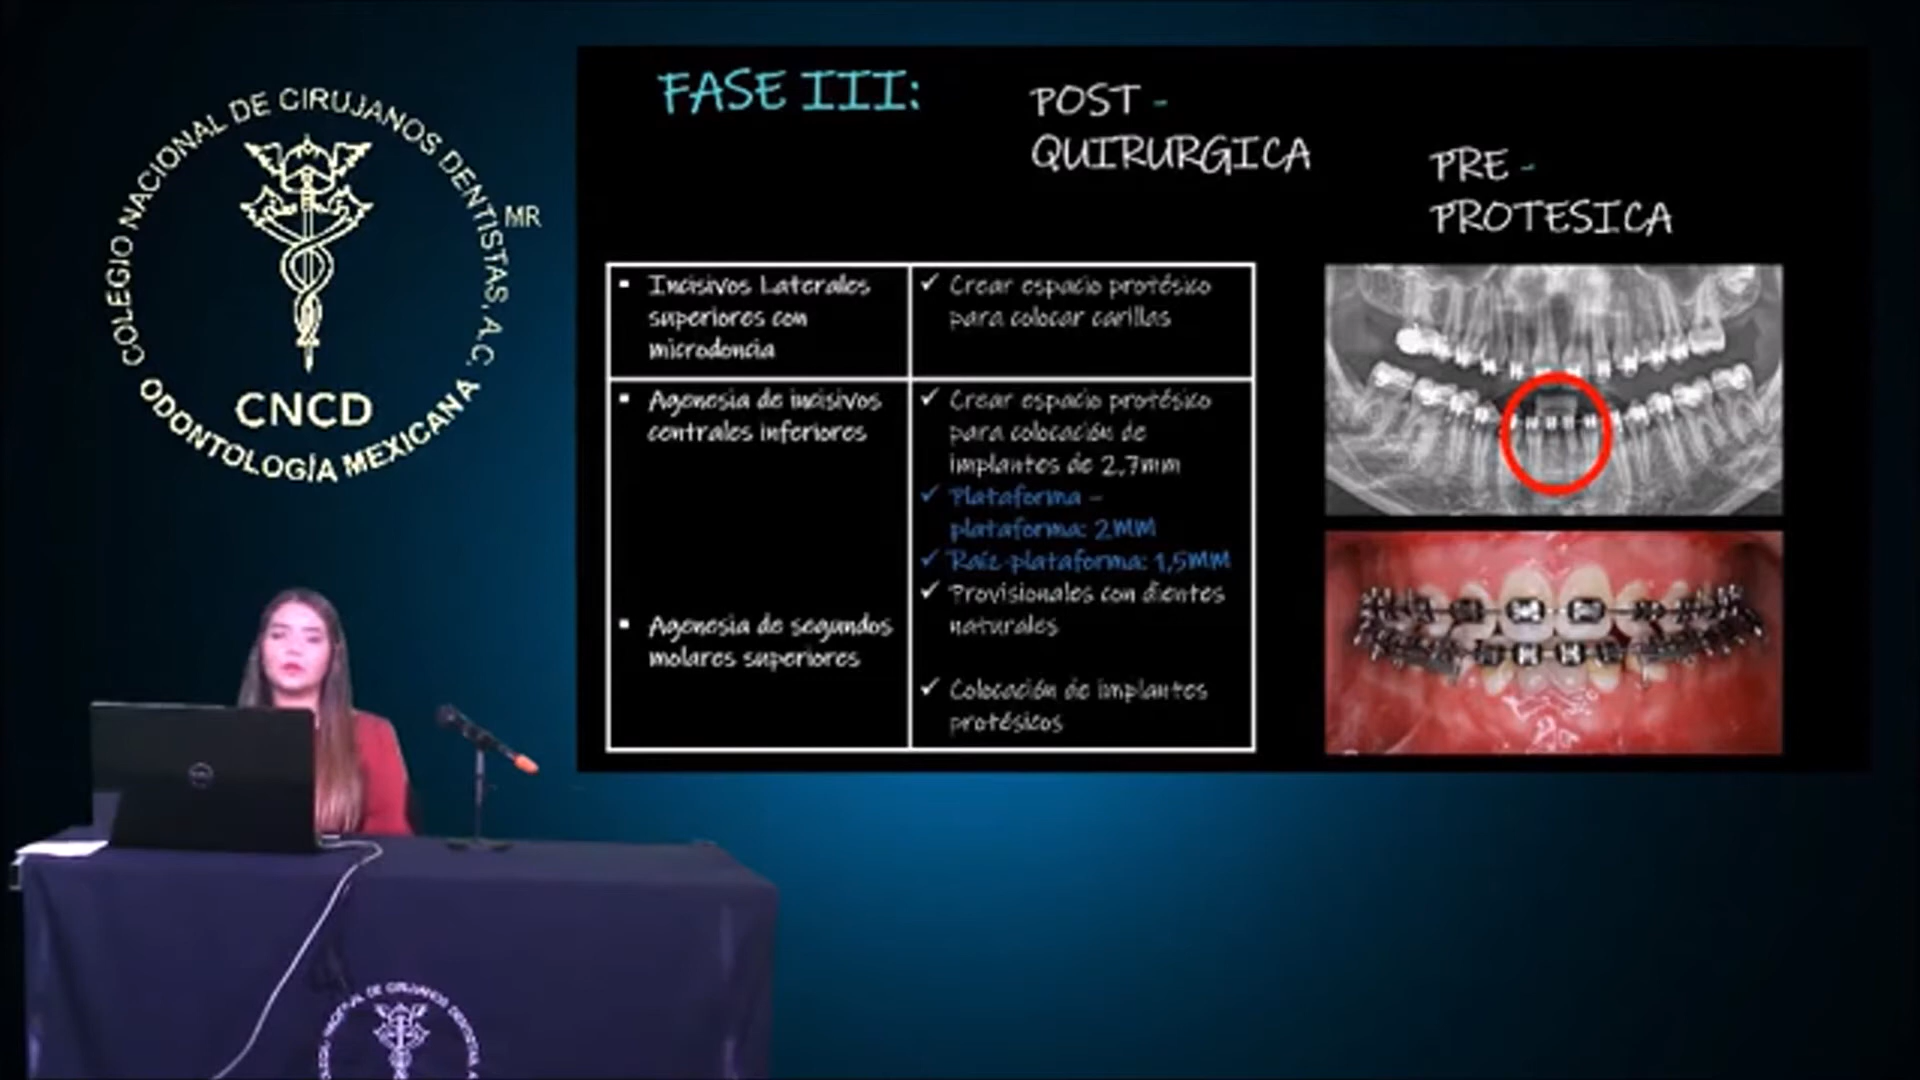 COLEGIO NACIONAL DE CIRUJANOS DENTISTAS, A.C.
MR
CNCD
ODONTOLOGÍA MEXICANA
FASE III:
POST -
QUIRURGICA
PRE -
PROTESICA
▪ Incisivos Laterales
superiores con
microdoncia
✓ Crear espacio protésico
para colocar carillas
▪ Agenesia de incisivos
centrales inferiores
✓ Crear espacio protésico
para colocación de
implantes de 2,7mm
✓ Plataforma -
plataforma: 2MM
✓ Raíz-plataforma: 1,5MM
✓ Provisionales con dientes
naturales
▪ Agenesia de segundos
molares superiores
✓ Colocación de implantes
protésicos
DE CIRUJANOS